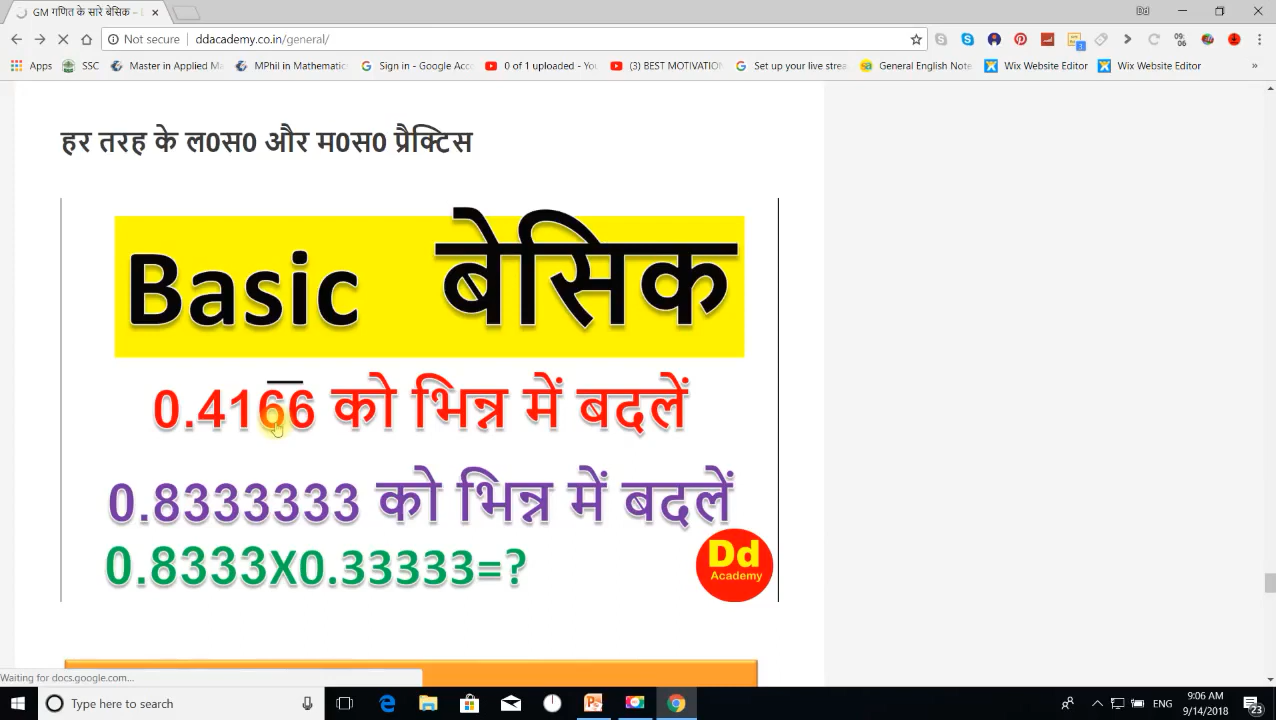 GM गणित के सारे बेसिक –
Not secure ddacademy.co.in/general/
Apps SSC Master in Applied M MPhil in Mathematic Sign in - Google Acc 0 of 1 uploaded - Yo (3) BEST MOTIVATIO Set up your live strea General English Note Wix Website Editor Wix Website Editor »
हर तरह के ल0स0 और म0स0 प्रैक्टिस
Basic बेसिक
0.4166 को भिन्न में बदलें
0.8333333 को भिन्न में बदलें
0.8333X0.33333=?
Dd
Academy
Waiting for docs.google.com...
Type here to search
ENG
9:06 AM
9/14/2018
23